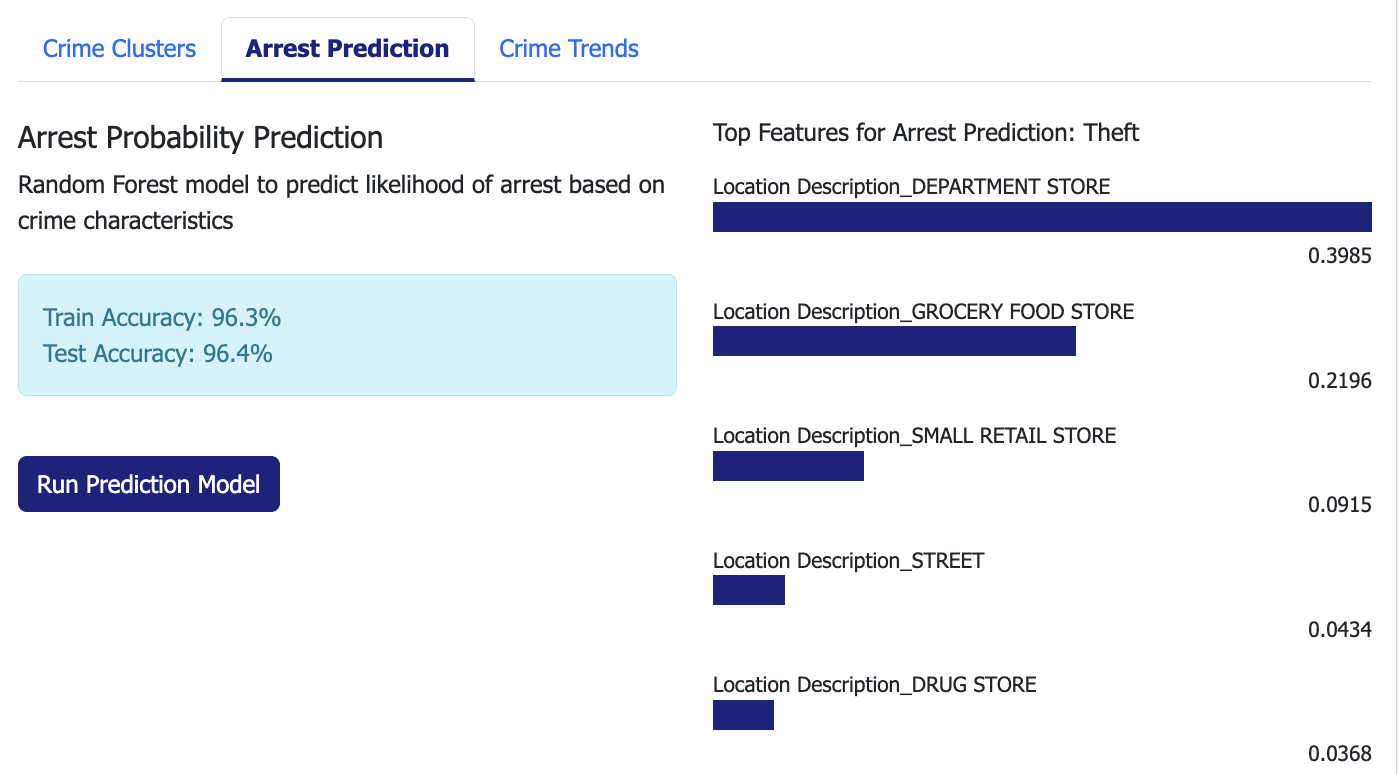 Crime Clusters
Arrest Prediction
Crime Trends
Arrest Probability Prediction
Random Forest model to predict likelihood of arrest based on
crime characteristics
Train Accuracy: 96.3%
Test Accuracy: 96.4%
Run Prediction Model
Top Features for Arrest Prediction: Theft
Location Description_DEPARTMENT STORE
0.3985
Location Description_GROCERY FOOD STORE
0.2196
Location Description_SMALL RETAIL STORE
0.0915
Location Description_STREET
0.0434
Location Description_DRUG STORE
0.0368